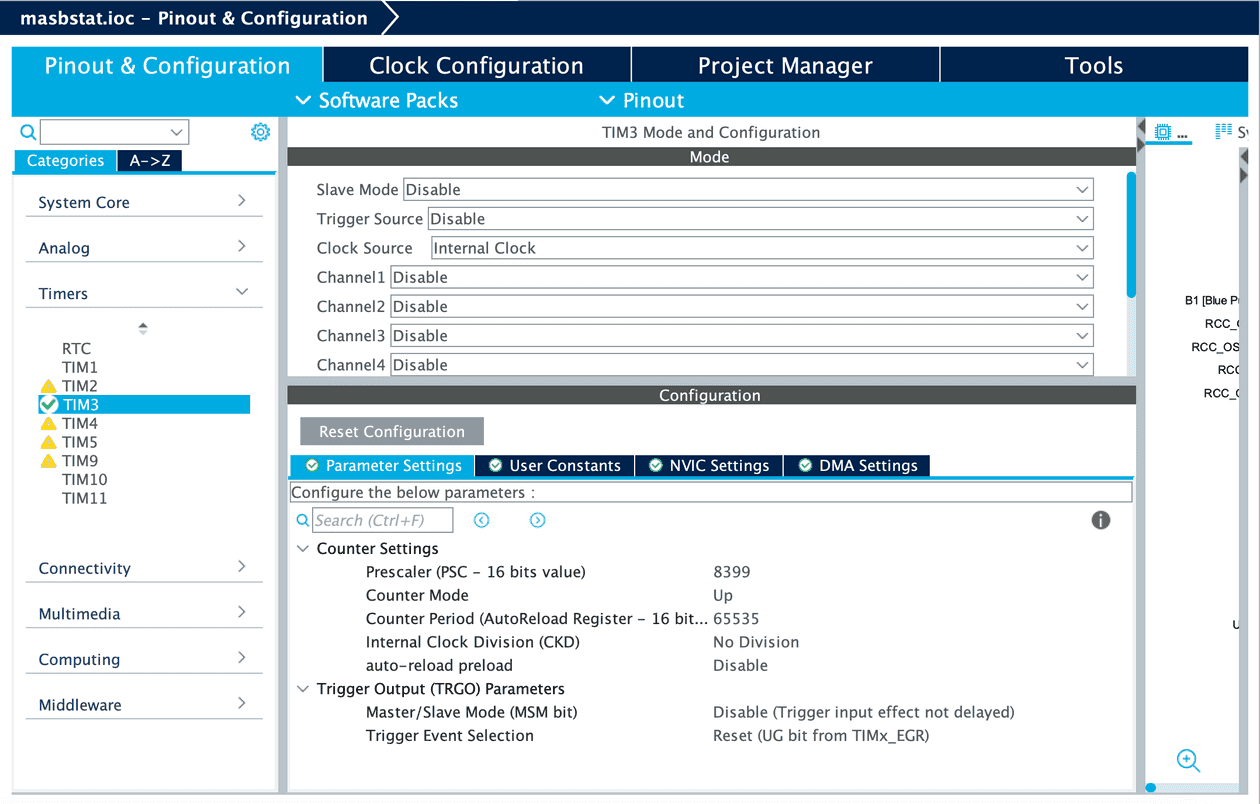 masbstat.ioc – Pinout & Configuration
Pinout & Configuration
Clock Configuration
Project Manager
Tools
Software Packs
Pinout
Categories
A->Z
System Core
Analog
Timers
RTC
TIM1
TIM2
TIM3
TIM4
TIM5
TIM9
TIM10
TIM11
Connectivity
Multimedia
Computing
Middleware
TIM3 Mode and Configuration
Mode
Slave Mode Disable
Trigger Source Disable
Clock Source Internal Clock
Channel1 Disable
Channel2 Disable
Channel3 Disable
Channel4 Disable
Configuration
Reset Configuration
Parameter Settings
User Constants
NVIC Settings
DMA Settings
Configure the below parameters :
Search (Ctrl+F)
Counter Settings
Prescaler (PSC – 16 bits value) 8399
Counter Mode Up
Counter Period (AutoReload Register – 16 bit... 65535
Internal Clock Division (CKD) No Division
auto-reload preload Disable
Trigger Output (TRGO) Parameters
Master/Slave Mode (MSM bit) Disable (Trigger input effect not delayed)
Trigger Event Selection Reset (UG bit from TIMx_EGR)
...
Sy
B1 [Blue Pu
RCC_O
RCC_OS
RCC
RCC_O
U